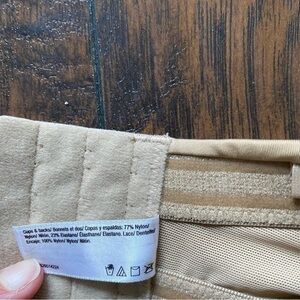 Cups & backs/ Bonnets et dos/ Copas y espaldas: 77% Nylon/
Nylon/ Nilón, 23% Elastane/ Élasthane/ Elastano. Lace/ Dentelle/
Encaje: 100% Nylon/ Nylon/ Nilón.